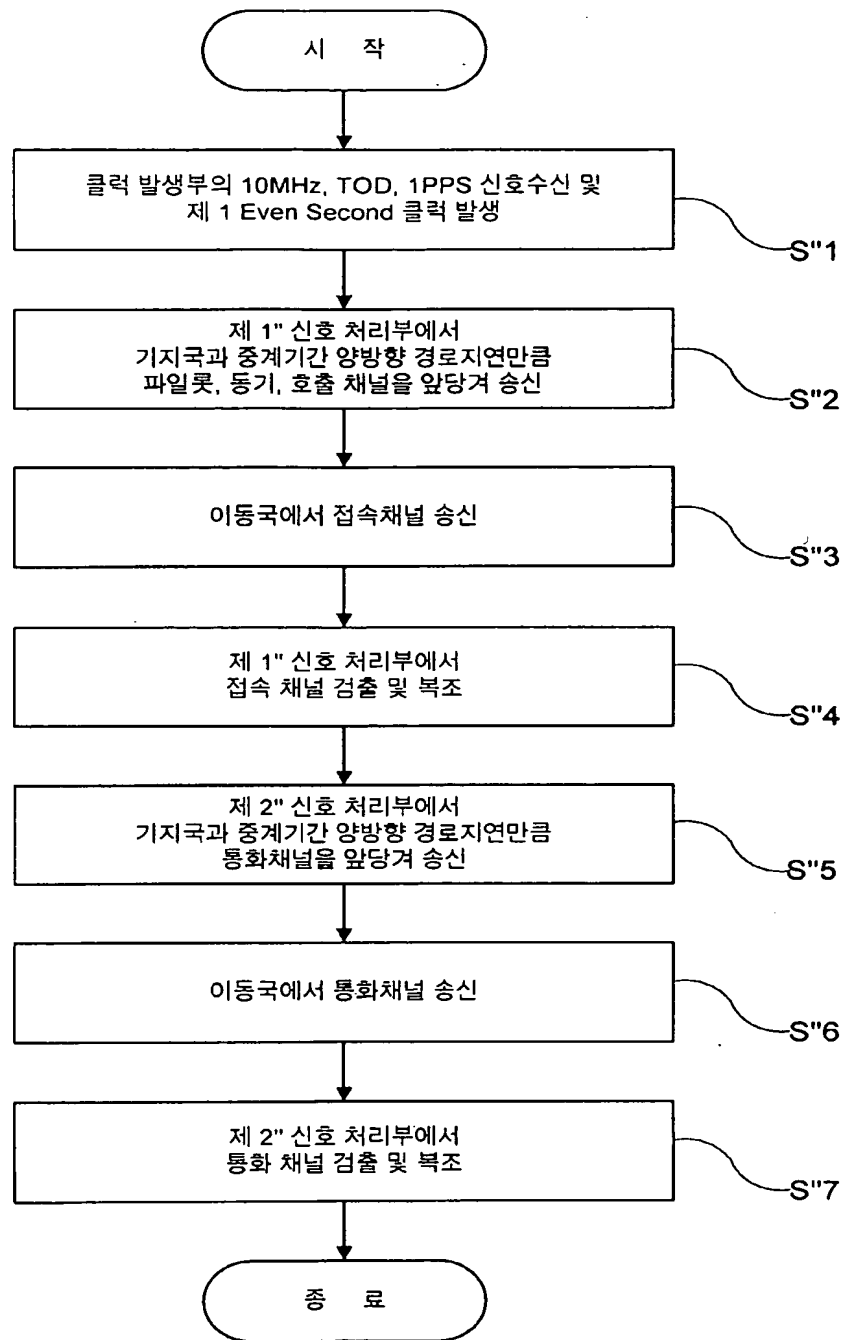 시 작
클럭 발생부의 10MHz, TOD, 1PPS 신호수신 및
제 1 Even Second 클럭 발생
S"1
제 1" 신호 처리부에서
기지국과 중계기간 양방향 경로지연만큼
파일롯, 동기, 호출 채널을 앞당겨 송신
S"2
이동국에서 접속채널 송신
S"3
제 1" 신호 처리부에서
접속 채널 검출 및 복조
S"4
제 2" 신호 처리부에서
기지국과 중계기간 양방향 경로지연만큼
통화채널을 앞당겨 송신
S"5
이동국에서 통화채널 송신
S"6
제 2" 신호 처리부에서
통화 채널 검출 및 복조
S"7
종 료